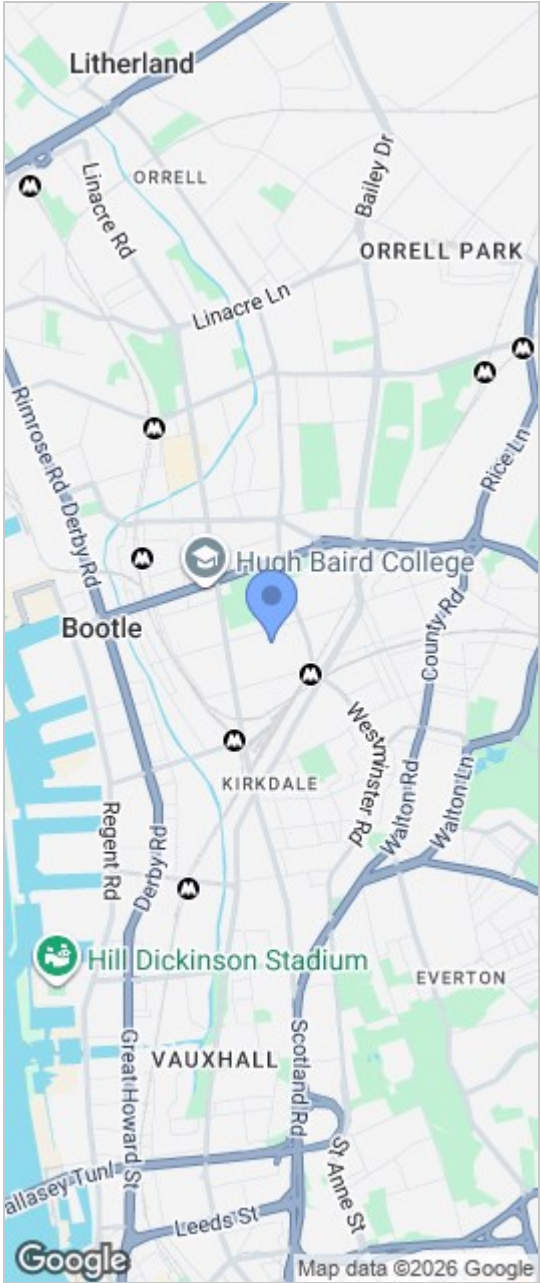 Litherland
ORRELL
Linacre Rd
Bailey Dr
ORRELL PARK
Linacre Ln
Rimrose Rd
Derby Rd
Rice Ln
Hugh Baird College
Bootle
County Rd
Westminster Rd
KIRKDALE
Walton Rd
Walton Ln
Regent Rd
Derby Rd
Hill Dickinson Stadium
EVERTON
VAUXHALL
Great Howard St
Scotland Rd
St Anne St
allasey Tunl
Leeds St
Google
Map data ©2026 Google